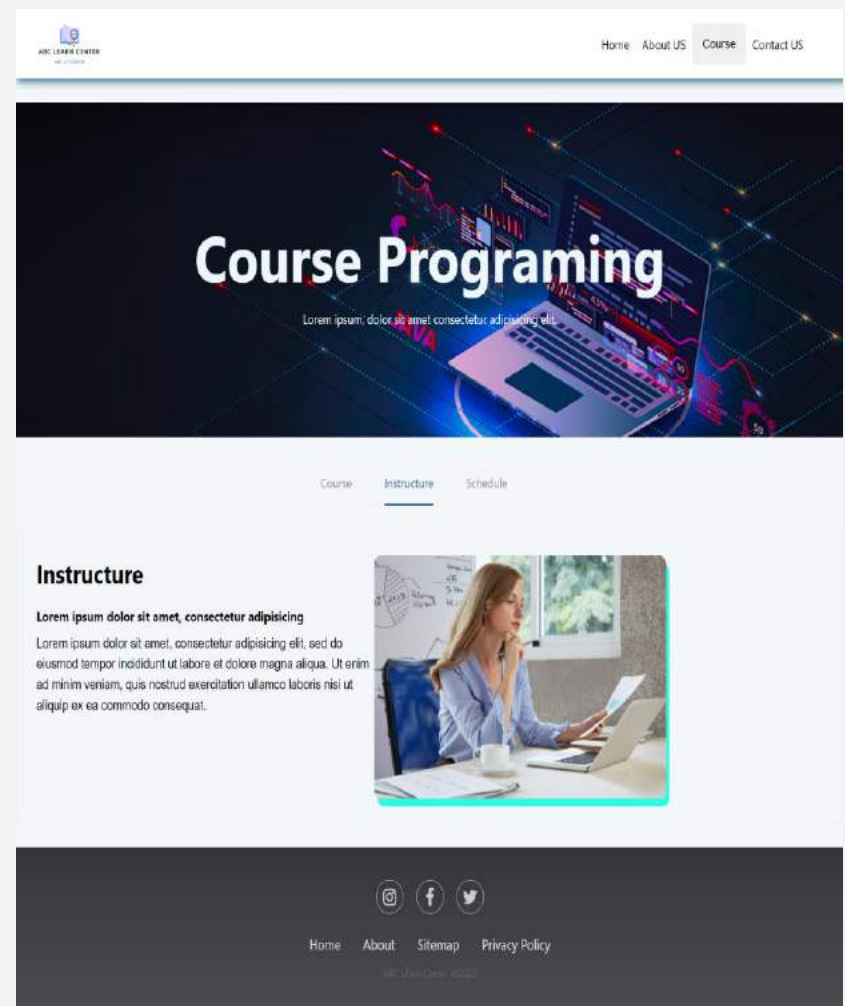 ABC LEARN CENTER
Home About US Course Contact US
Course Programing
Lorem ipsum, dolor sit amet consectetur adipisicing elit.
JAVA
43%
50
Course Instructure Schedule
Instructure
Lorem ipsum dolor sit amet, consectetur adipisicing
Lorem ipsum dolor sit amet, consectetur adipisicing elit, sed do
eiusmod tempor incididunt ut labore et dolore magna aliqua. Ut enim
ad minim veniam, quis nostrud exercitation ullamco laboris nisi ut
aliquip ex ea commodo consequat.
Home About Sitemap Privacy Policy